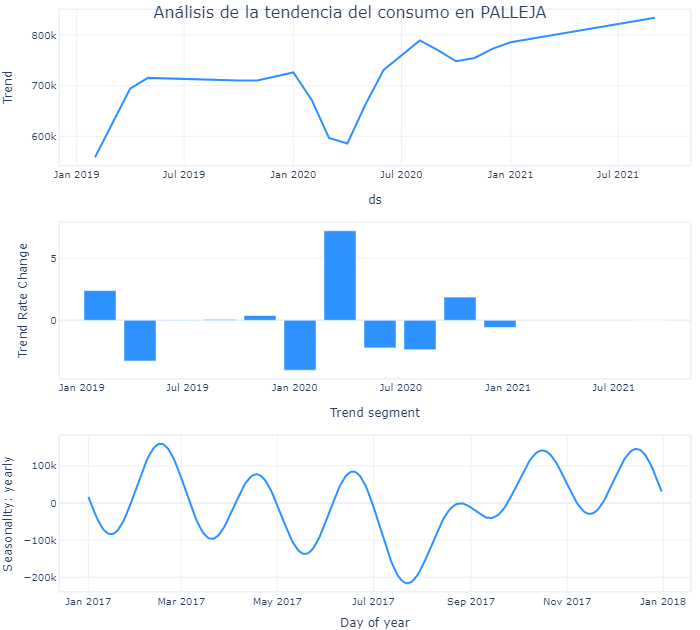 Análisis de la tendencia del consumo en PALLEJA
800k
700k
600k
Trend
Jan 2019 Jul 2019 Jan 2020 Jul 2020 Jan 2021 Jul 2021
ds
5
0
Trend Rate Change
Jan 2019 Jul 2019 Jan 2020 Jul 2020 Jan 2021 Jul 2021
Trend segment
100k
0
−100k
−200k
Seasonality: yearly
Jan 2017 Mar 2017 May 2017 Jul 2017 Sep 2017 Nov 2017 Jan 2018
Day of year